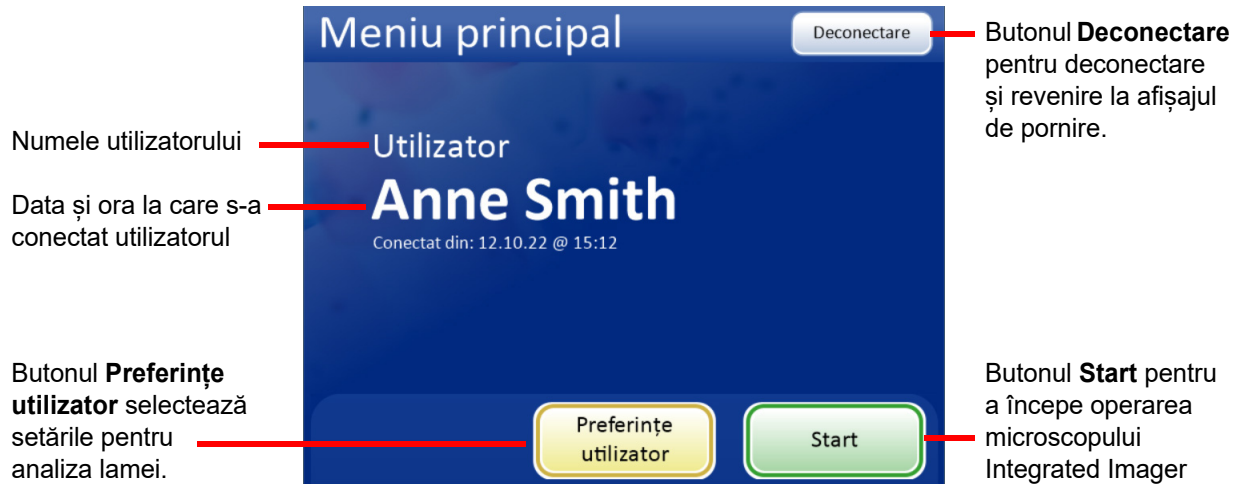 Meniu principal
Deconectare
Butonul Deconectare
pentru deconectare
și revenire la afișajul
de pornire.
Numele utilizatorului
Utilizator
Data și ora la care s-a
conectat utilizatorul
Anne Smith
Conectat din: 12.10.22 @ 15:12
Butonul Preferințe
utilizator selectează
setările pentru
analiza lamei.
Preferințe
utilizator
Start
Butonul Start pentru
a începe operarea
microscopului
Integrated Imager